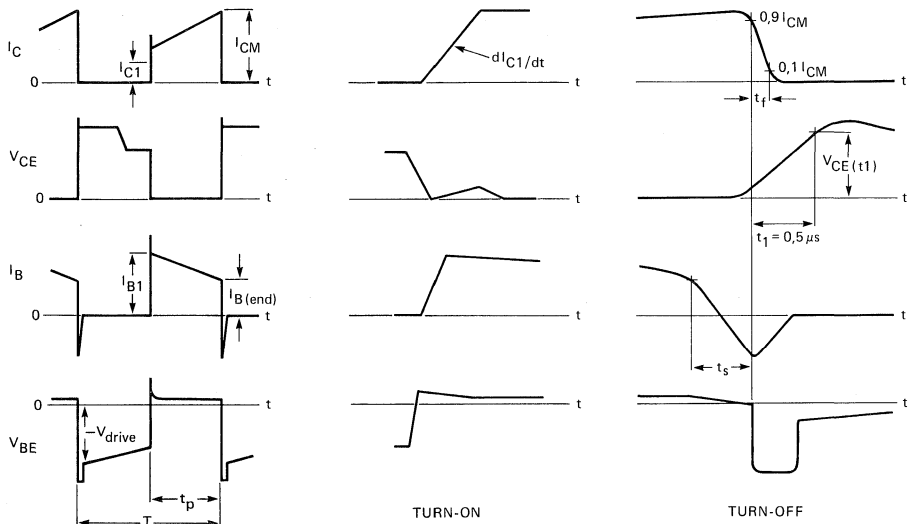 I_C
0
I_C1
I_CM
t
dI_C1/dt
t
0,9 I_CM
0,1 I_CM
t_f
t
V_CE
0
t
t
V_CE(t1)
t
t_1 = 0,5 μs
I_B
0
I_B1
I_B(end)
t
t
t_s
t
V_BE
0
–V_drive
t
t
t
t_p
T
TURN-ON
TURN-OFF